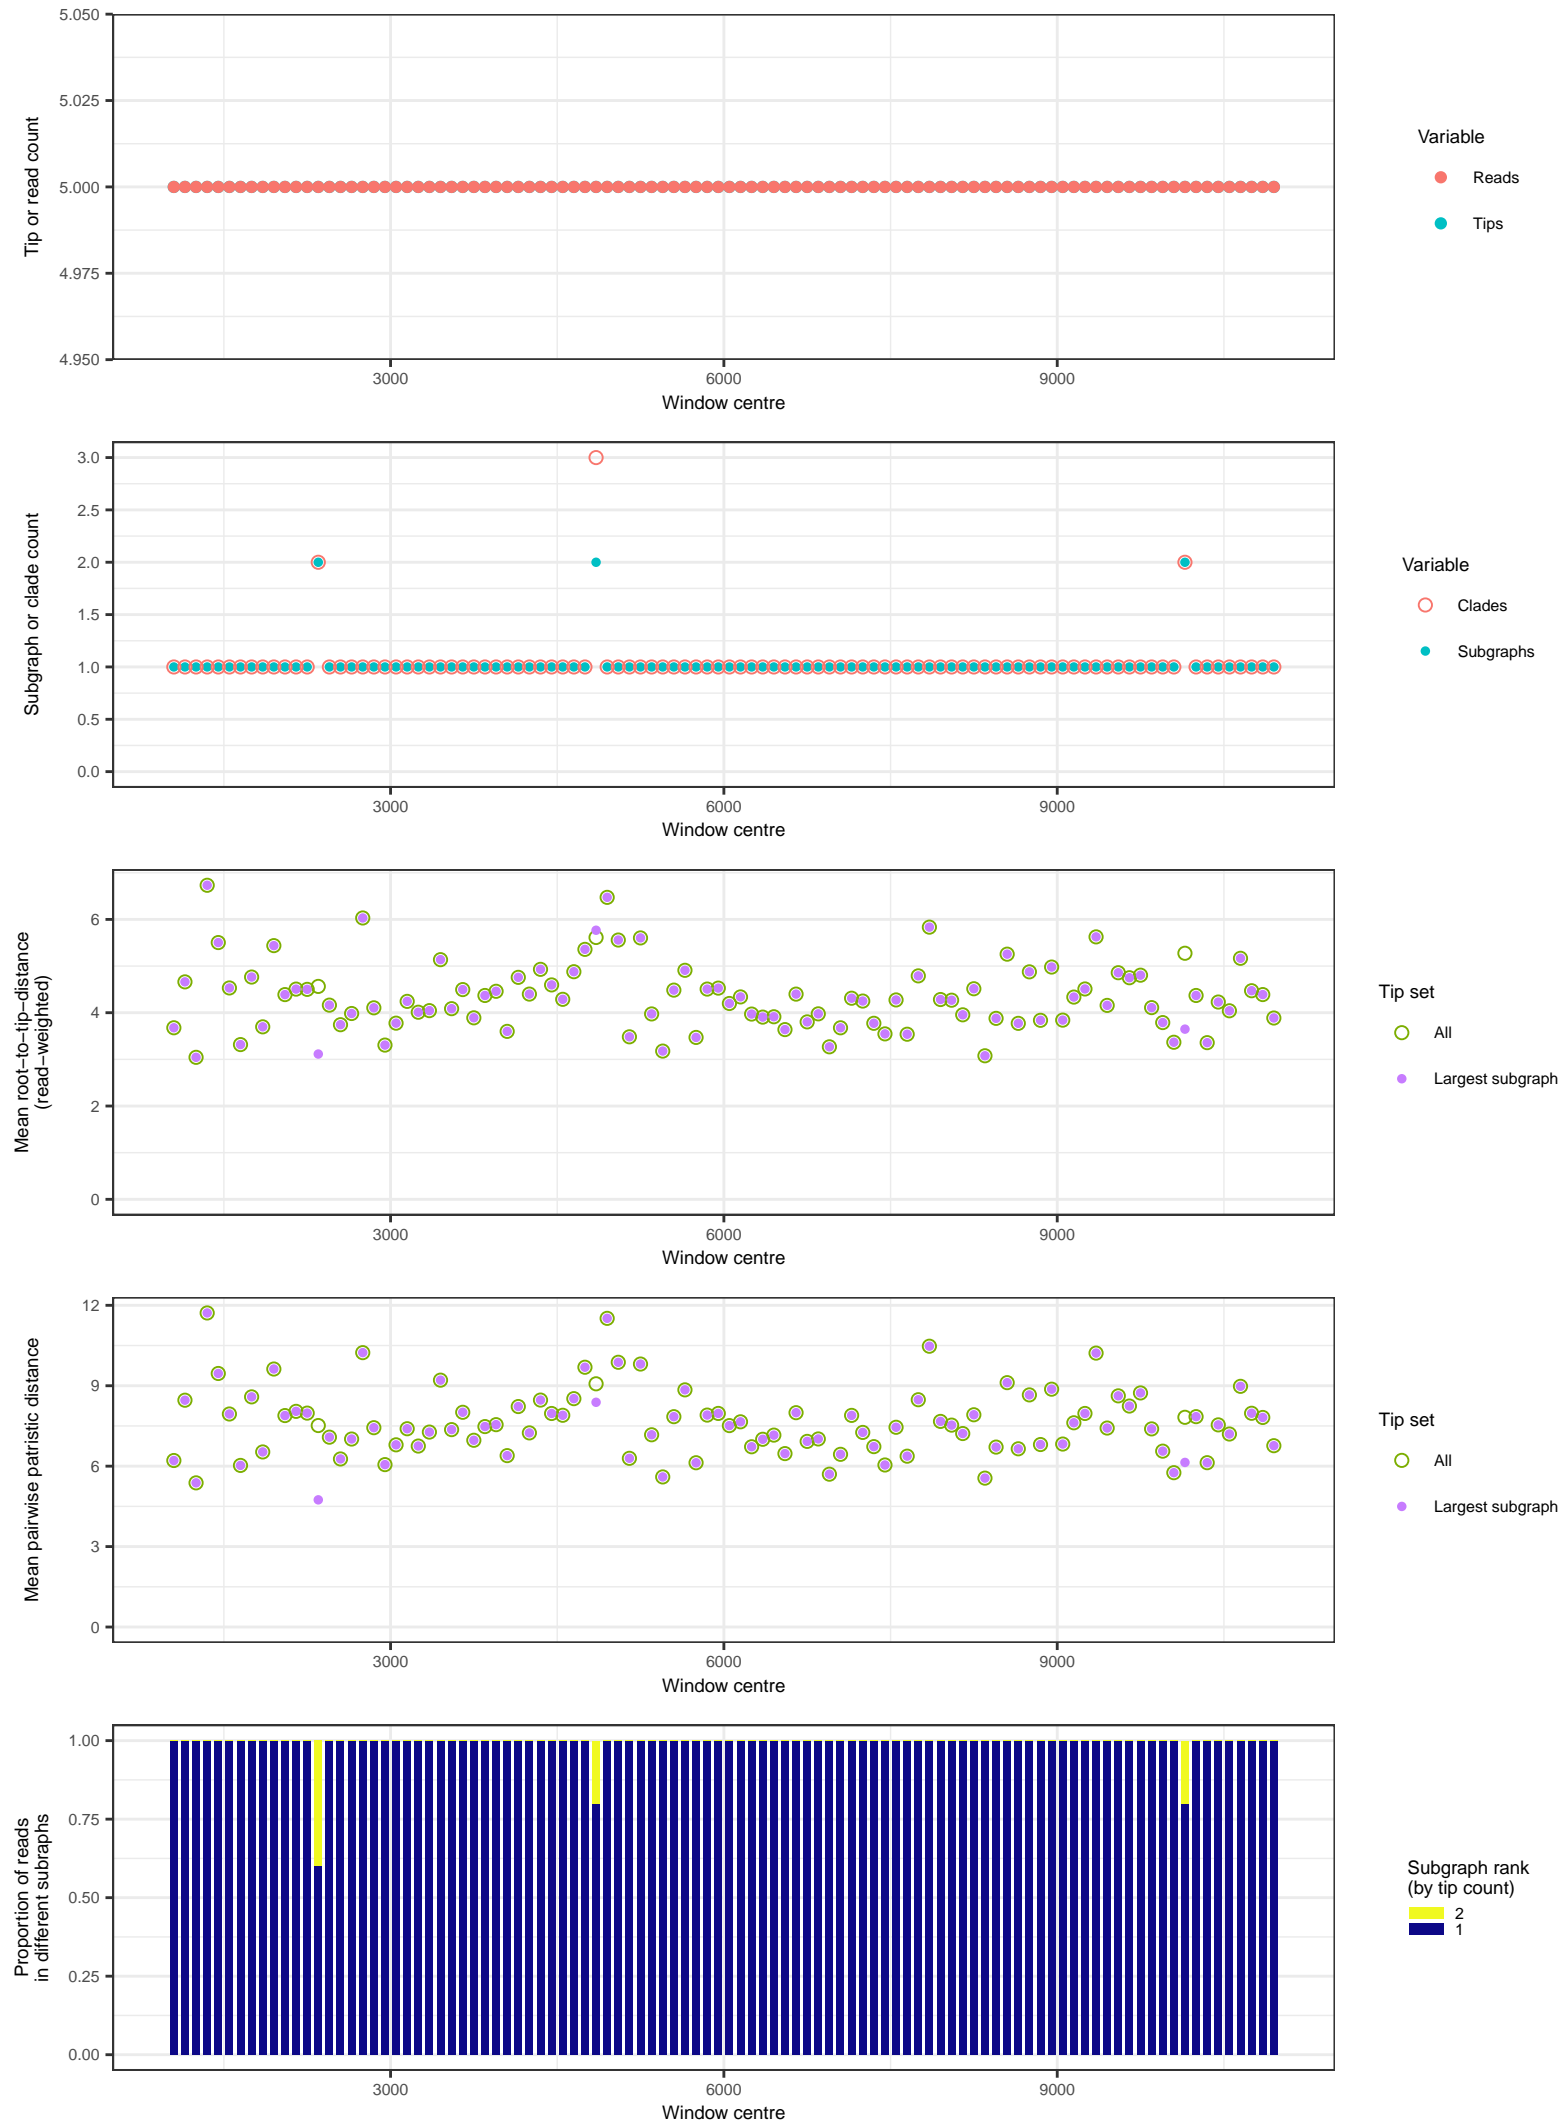 5.050
5.025
5.000
4.975
4.950
Tip or read count
3000
6000
9000
Window centre
Variable
Reads
Tips
3.0
2.5
2.0
1.5
1.0
0.5
0.0
Subgraph or clade count
3000
6000
9000
Window centre
Variable
Clades
Subgraphs
6
4
2
0
Mean root−to−tip−distance
(read−weighted)
3000
6000
9000
Window centre
Tip set
All
Largest subgraph
12
9
6
3
0
Mean pairwise patristic distance
3000
6000
9000
Window centre
Tip set
All
Largest subgraph
1.00
0.75
0.50
0.25
0.00
Proportion of reads
in different subraphs
3000
6000
9000
Window centre
Subgraph rank
(by tip count)
2
1